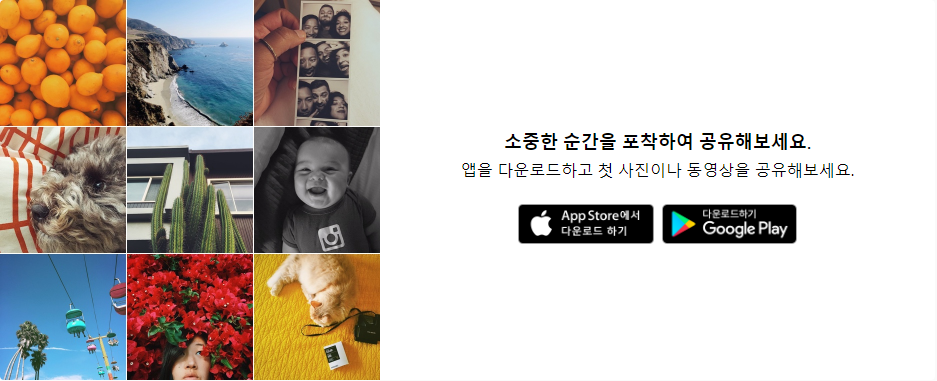 소중한 순간을 포착하여 공유해보세요.
앱을 다운로드하고 첫 사진이나 동영상을 공유해보세요.
App Store에서
다운로드 하기
다운로드하기
Google Play